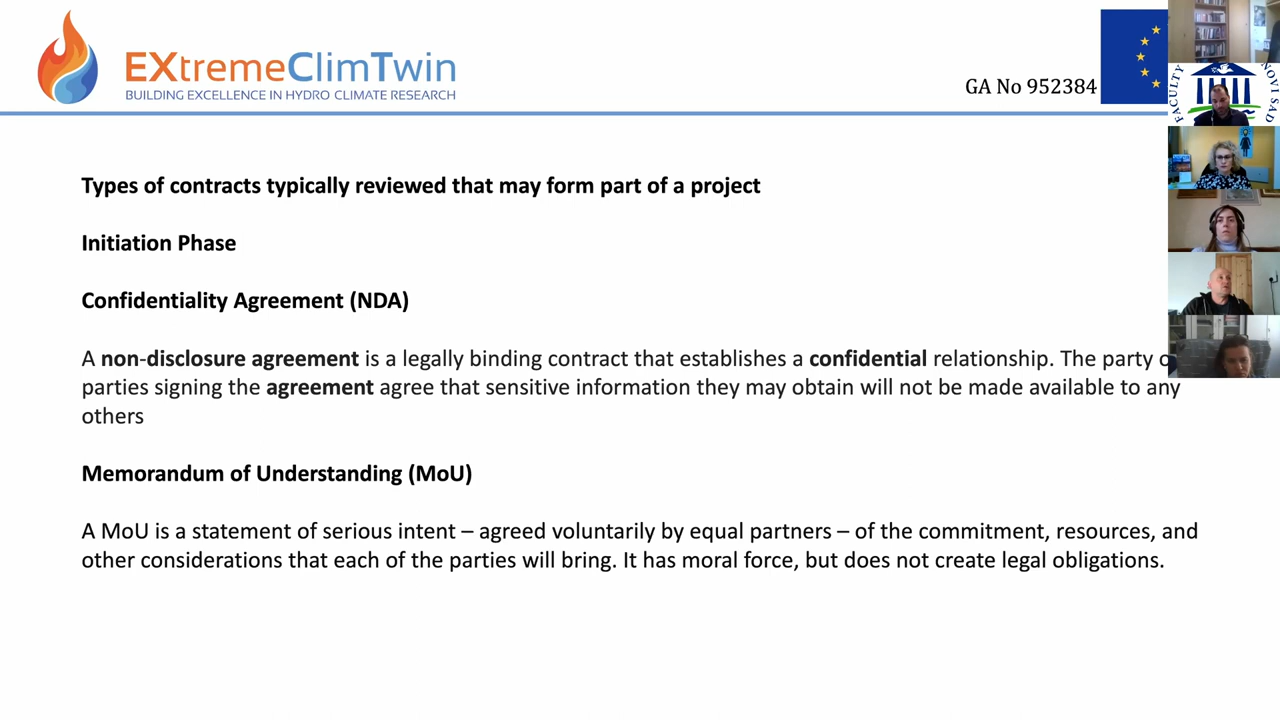 EXtremeClimTwin
BUILDING EXCELLENCE IN HYDRO CLIMATE RESEARCH
GA No 952384
FACULTY
NOVI SAD
Types of contracts typically reviewed that may form part of a project
Initiation Phase
Confidentiality Agreement (NDA)
A non-disclosure agreement is a legally binding contract that establishes a confidential relationship. The party
parties signing the agreement agree that sensitive information they may obtain will not be made available to any
others
Memorandum of Understanding (MoU)
A MoU is a statement of serious intent – agreed voluntarily by equal partners – of the commitment, resources, and
other considerations that each of the parties will bring. It has moral force, but does not create legal obligations.